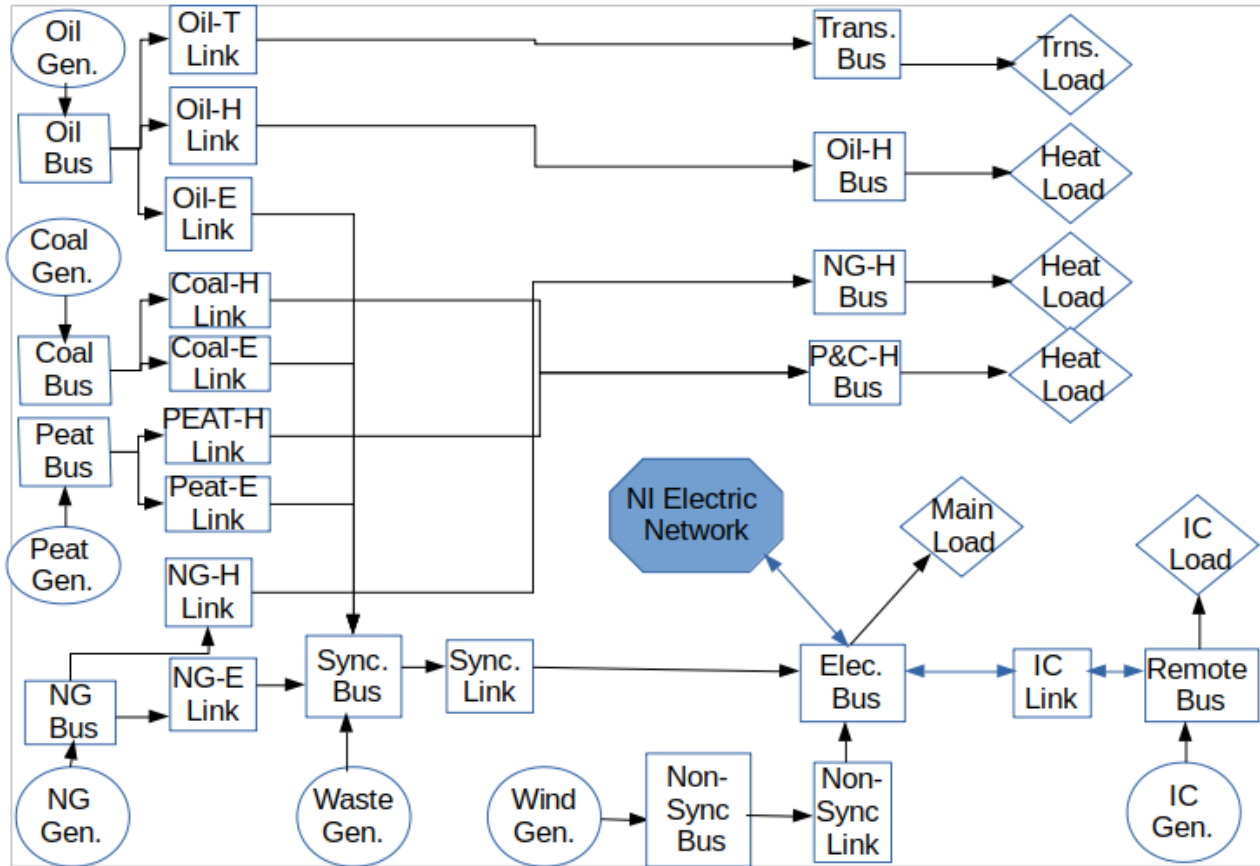 Oil
Gen.
Oil-T
Link
Trans.
Bus
Trns.
Load
Oil
Bus
Oil-H
Link
Oil-H
Bus
Heat
Load
Oil-E
Link
Coal
Gen.
Coal-H
Link
NG-H
Bus
Heat
Load
Coal
Bus
Coal-E
Link
P&C-H
Bus
Heat
Load
Peat
Bus
PEAT-H
Link
Peat-E
Link
NI Electric
Network
Main
Load
IC
Load
Peat
Gen.
NG-H
Link
NG
Bus
NG-E
Link
Sync.
Bus
Sync.
Link
Elec.
Bus
IC
Link
Remote
Bus
NG
Gen.
Waste
Gen.
Wind
Gen.
Non-
Sync
Bus
Non-
Sync
Link
IC
Gen.